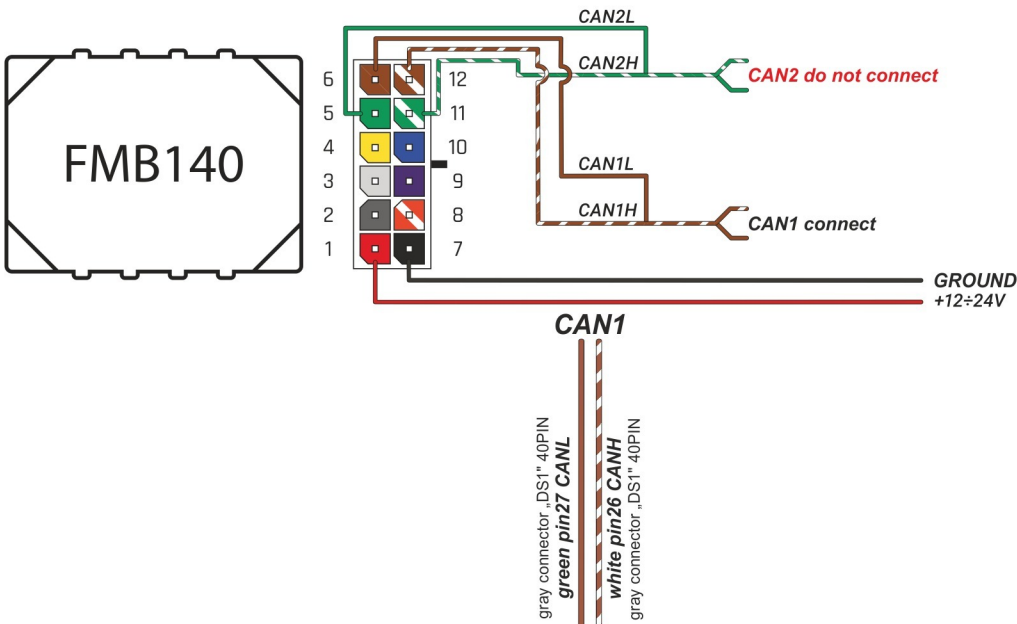 CAN2L
CAN2H
CAN2 do not connect
FMB140
6 12
5 11
4 10
3 9
2 8
1 7
CAN1L
CAN1H
CAN1 connect
GROUND
+12÷24V
CAN1
gray connector „DS1" 40PIN
green pin27 CANL
white pin26 CANH
gray connector „DS1" 40PIN